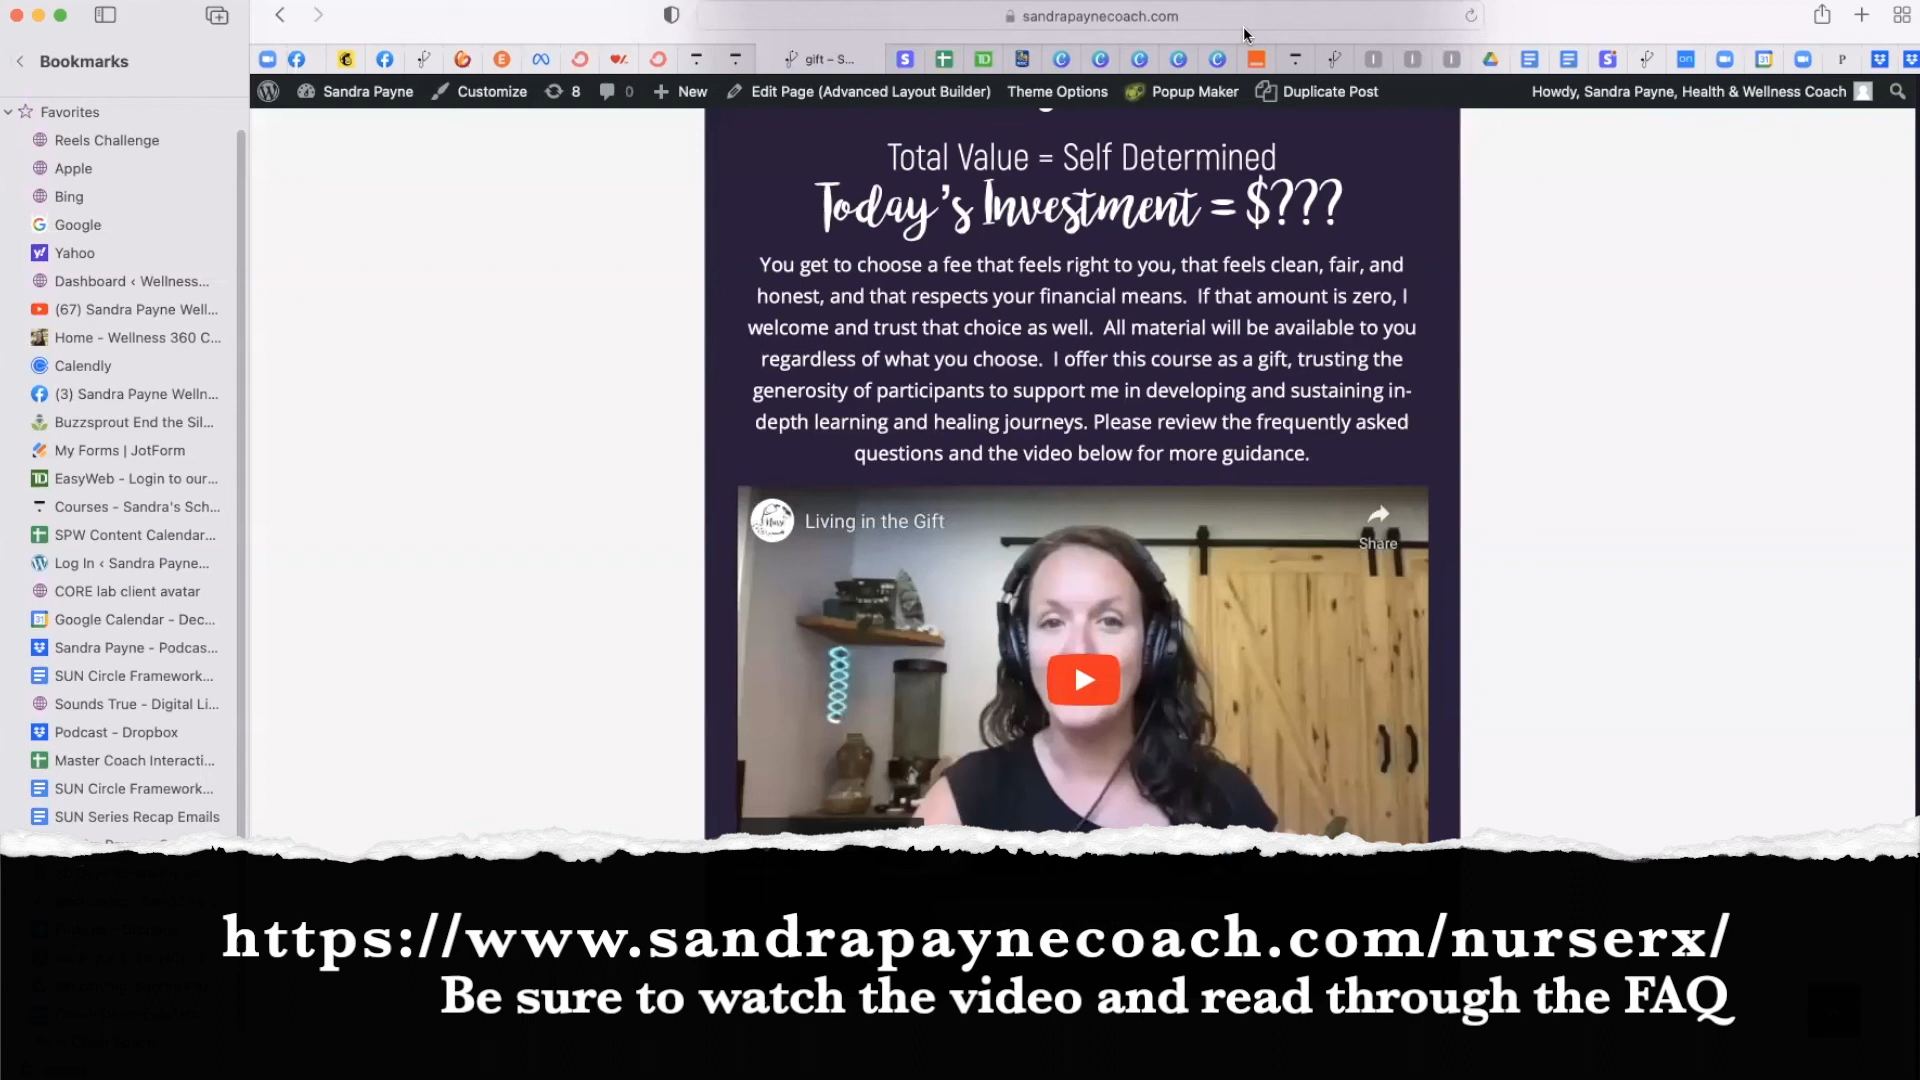 sandrapaynecoach.com
Bookmarks
gift – S...
Sandra Payne
Customize
8
0
New
Edit Page (Advanced Layout Builder)
Theme Options
Popup Maker
Duplicate Post
Howdy, Sandra Payne, Health & Wellness Coach
Favorites
Reels Challenge
Apple
Bing
Google
Yahoo
Dashboard ‹ Wellness...
(67) Sandra Payne Well...
Home - Wellness 360 C...
Calendly
(3) Sandra Payne Welln...
Buzzsprout End the Sil...
My Forms | JotForm
EasyWeb - Login to our...
Courses - Sandra's Sch...
SPW Content Calendar...
Log In ‹ Sandra Payne...
CORE lab client avatar
Google Calendar - Dec...
Sandra Payne - Podcas...
SUN Circle Framework...
Sounds True - Digital Li...
Podcast - Dropbox
Master Coach Interacti...
SUN Circle Framework...
SUN Series Recap Emails
Total Value = Self Determined
Today's Investment = $???
You get to choose a fee that feels right to you, that feels clean, fair, and
honest, and that respects your financial means. If that amount is zero, I
welcome and trust that choice as well. All material will be available to you
regardless of what you choose. I offer this course as a gift, trusting the
generosity of participants to support me in developing and sustaining in-
depth learning and healing journeys. Please review the frequently asked
questions and the video below for more guidance.
Living in the Gift
Share
https://www.sandrapaynecoach.com/nurserx/
Be sure to watch the video and read through the FAQ